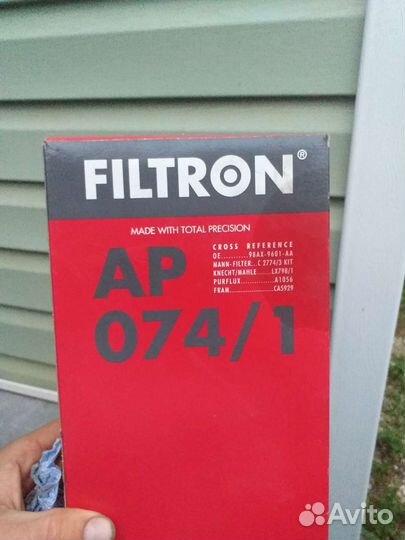 FILTRON®
MADE WITH TOTAL PRECISION
AP
074/1
CROSS REFERENCE
OE...........98AX-9601-AA
MANN-FILTER..C 2774/3 KIT
KNECHT/MAHLE......LX798/1
PURFLUX.............A1056
FRAM...............CA5929
Avito